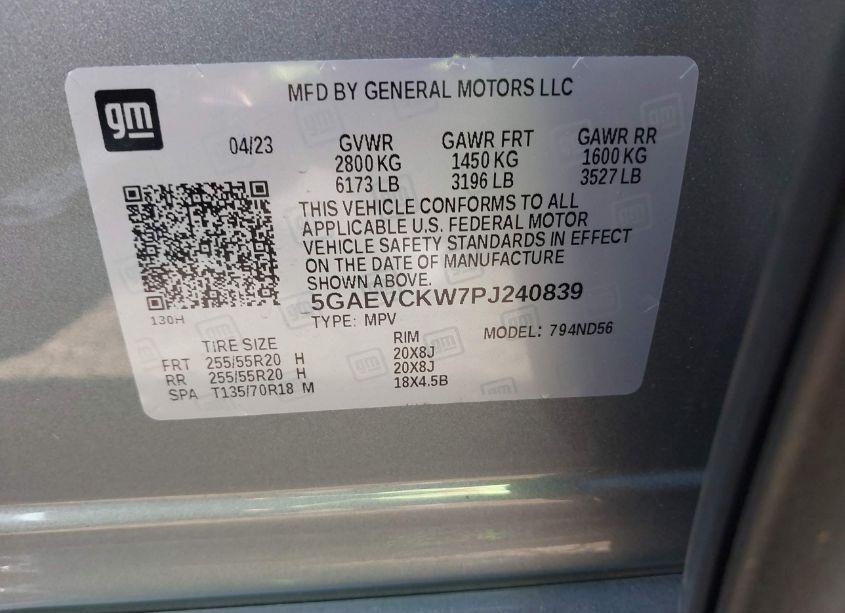 MFD BY GENERAL MOTORS LLC
gm
04/23 GVWR GAWR FRT GAWR RR
2800 KG 1450 KG 1600 KG
6173 LB 3196 LB 3527 LB
THIS VEHICLE CONFORMS TO ALL
APPLICABLE U.S. FEDERAL MOTOR
VEHICLE SAFETY STANDARDS IN EFFECT
ON THE DATE OF MANUFACTURE
SHOWN ABOVE.
5GAEVCKW7PJ240839
130H
TYPE: MPV MODEL: 794ND56
TIRE SIZE RIM
FRT 255/55R20 H 20X8J
RR 255/55R20 H 20X8J
SPA T135/70R18 M 18X4.5B